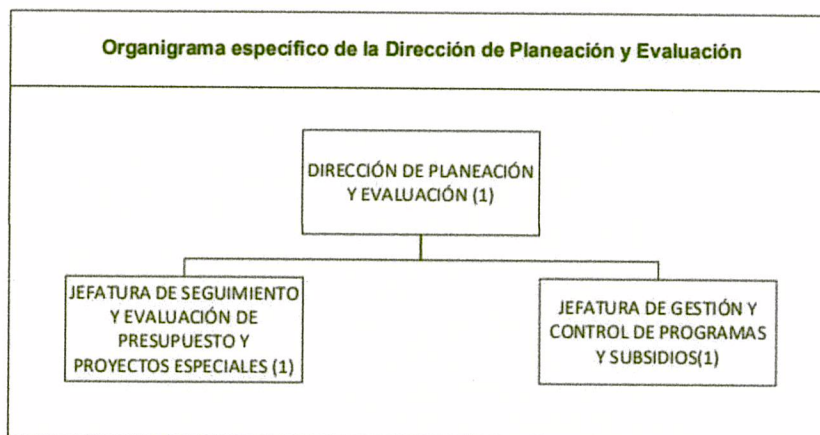 Organigrama específico de la Dirección de Planeación y Evaluación
DIRECCIÓN DE PLANEACIÓN
Y EVALUACIÓN (1)
JEFATURA DE SEGUIMIENTO
Y EVALUACIÓN DE
PRESUPUESTO Y
PROYECTOS ESPECIALES (1)
JEFATURA DE GESTIÓN Y
CONTROL DE PROGRAMAS
Y SUBSIDIOS(1)